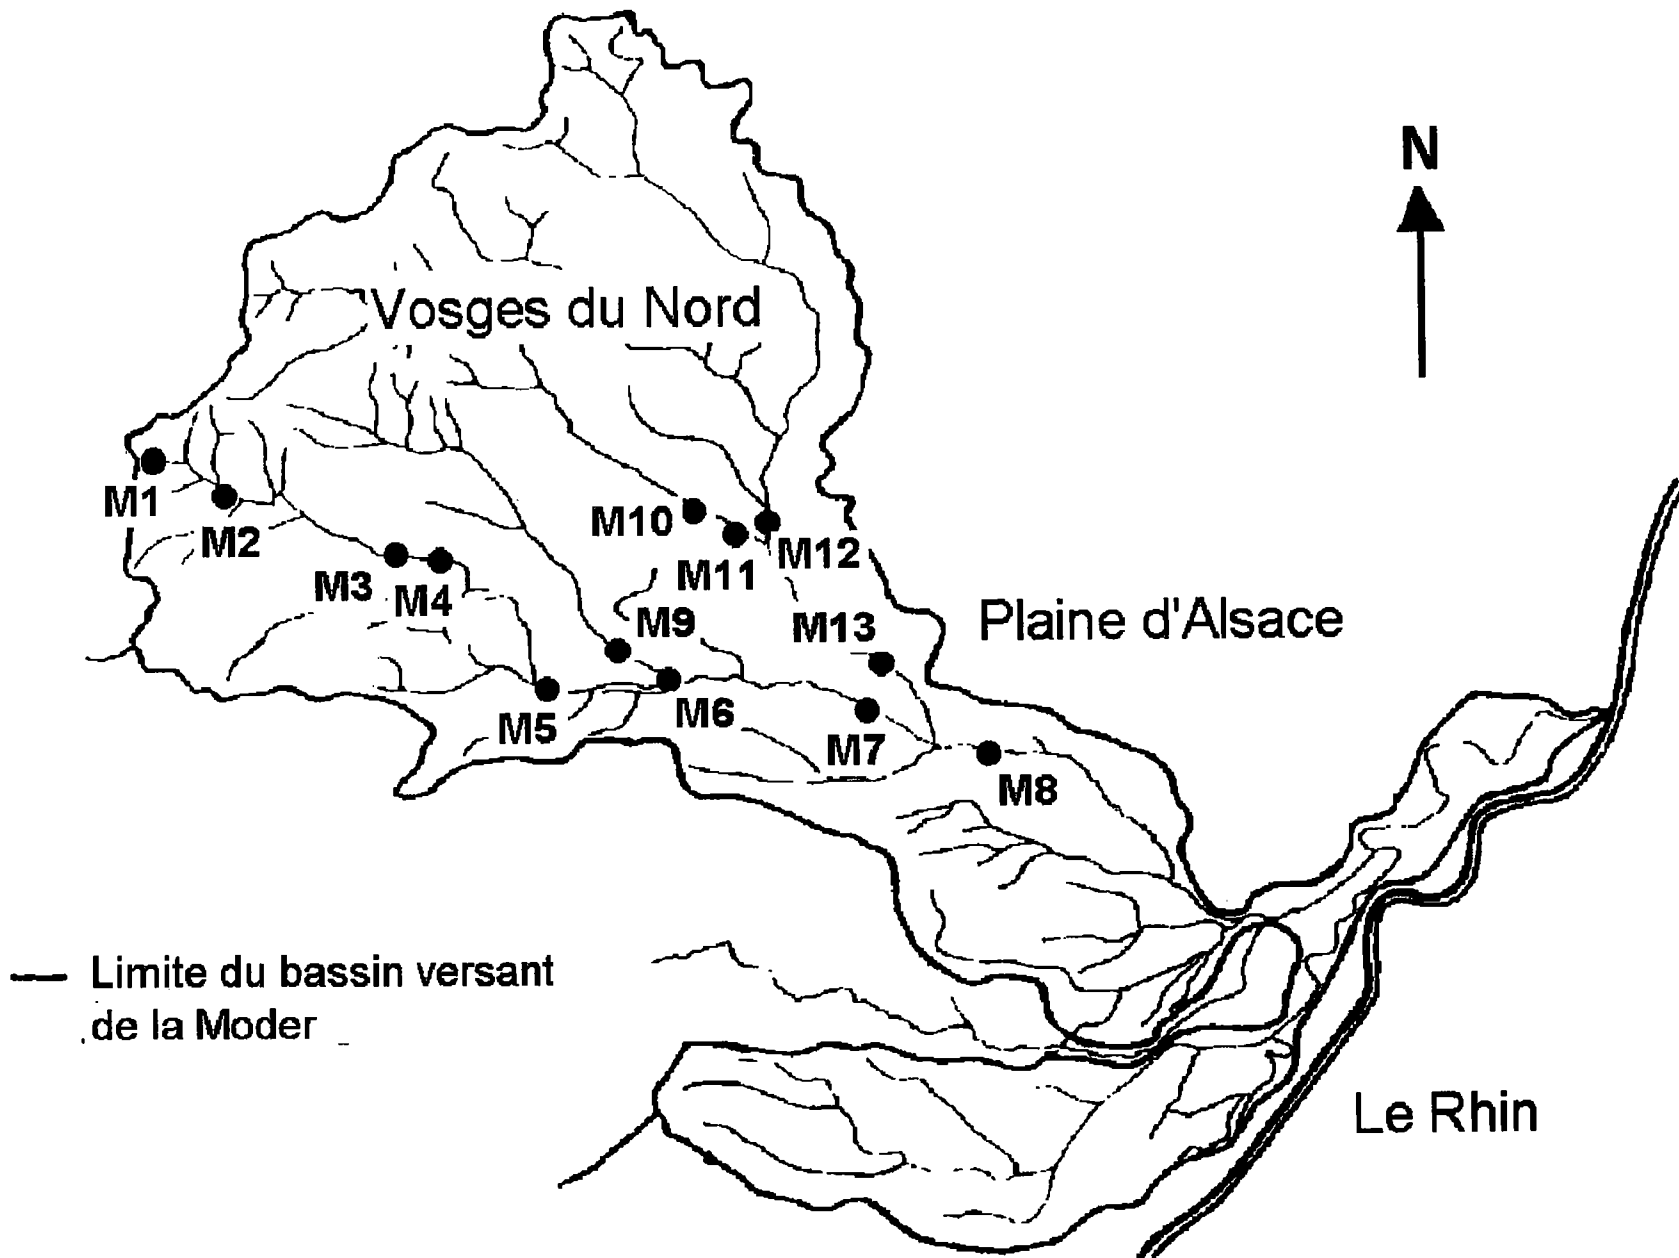 N
Vosges du Nord
M1
M2
M3
M4
M5
M6
M7
M8
M9
M10
M11
M12
M13
Plaine d'Alsace
Limite du bassin versant
de la Moder
Le Rhin